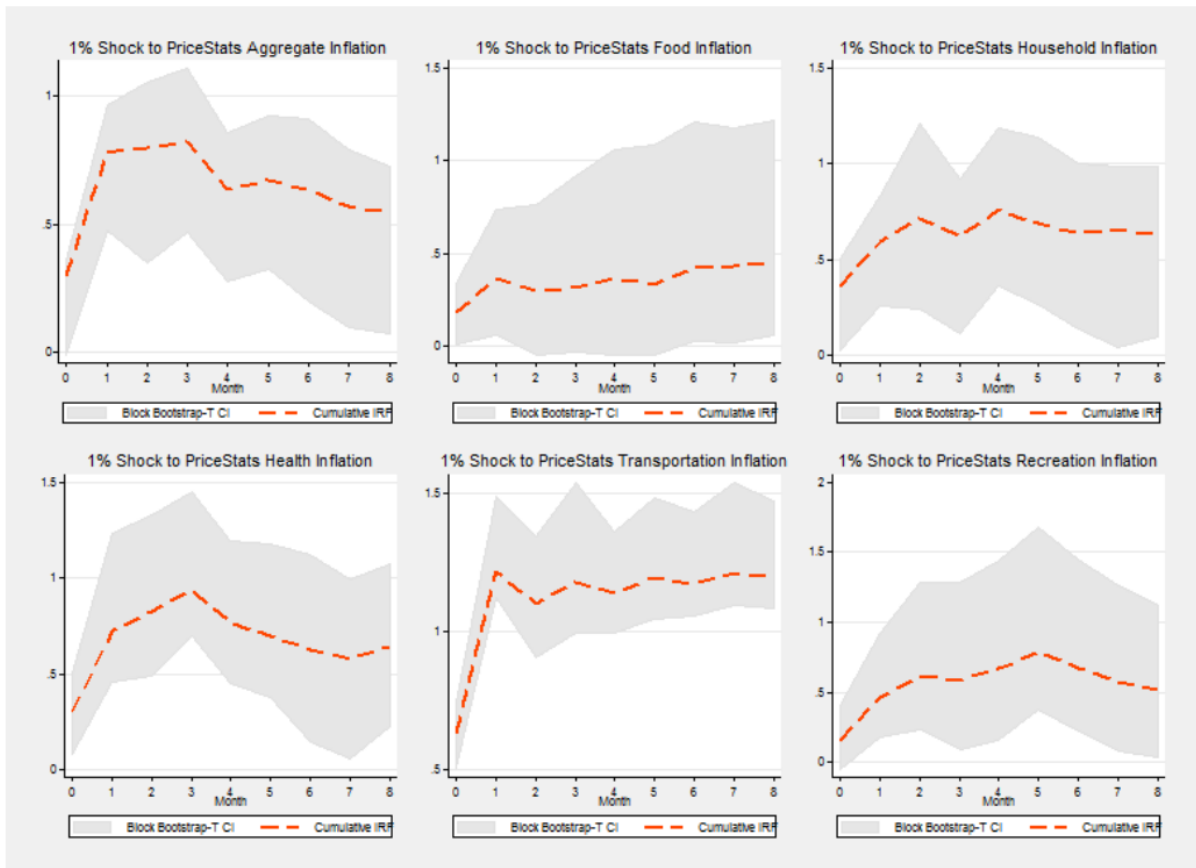 1% Shock to PriceStats Aggregate Inflation
1
.5
0
0 1 2 3 4 5 6 7 8
Month
Block Bootstrap-T CI Cumulative IRF
1% Shock to PriceStats Food Inflation
1.5
1
.5
0
0 1 2 3 4 5 6 7 8
Month
Block Bootstrap-T CI Cumulative IRF
1% Shock to PriceStats Household Inflation
1.5
1
.5
0
0 1 2 3 4 5 6 7 8
Month
Block Bootstrap-T CI Cumulative IRF
1% Shock to PriceStats Health Inflation
1.5
1
.5
0
0 1 2 3 4 5 6 7 8
Month
Block Bootstrap-T CI Cumulative IRF
1% Shock to PriceStats Transportation Inflation
1.5
1
.5
0 1 2 3 4 5 6 7 8
Month
Block Bootstrap-T CI Cumulative IRF
1% Shock to PriceStats Recreation Inflation
2
1.5
1
.5
0
0 1 2 3 4 5 6 7 8
Month
Block Bootstrap-T CI Cumulative IRF